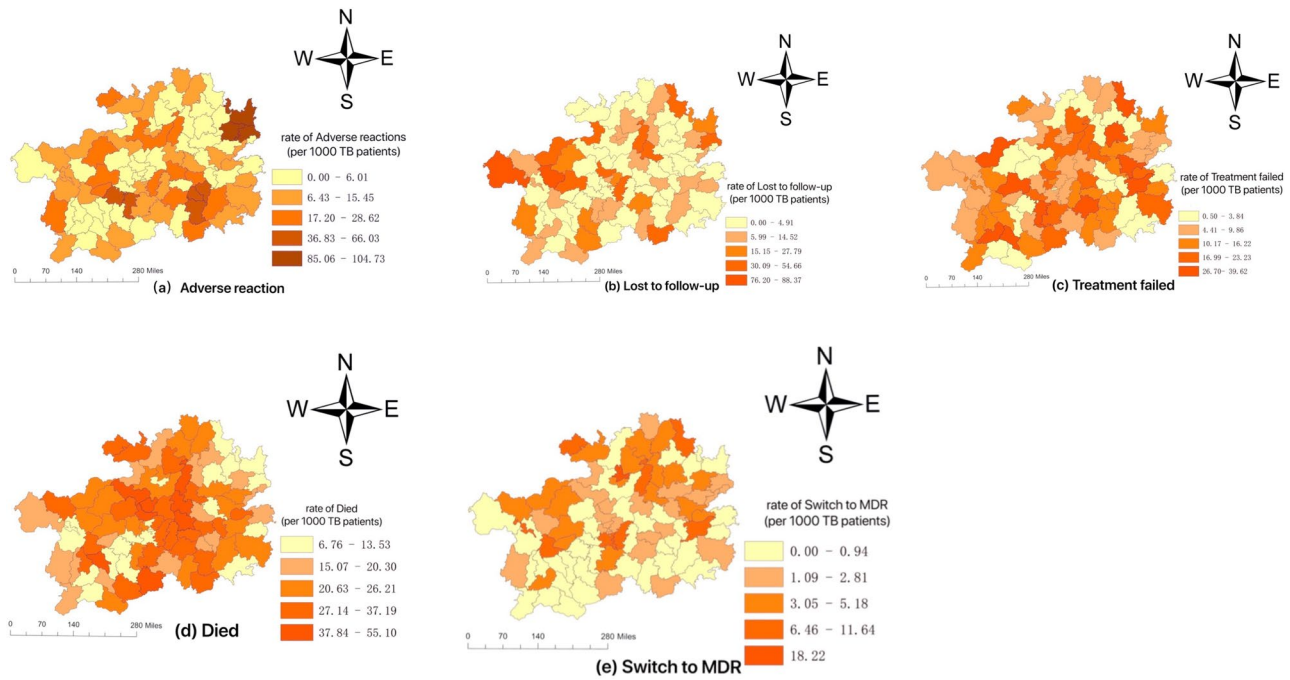 N
W E
S
rate of Adverse reactions
(per 1000 TB patients)
0.00 - 6.01
6.43 - 15.45
17.20 - 28.62
36.83 - 66.03
85.06 - 104.73
0 70 140 280 Miles
(a) Adverse reaction
N
W E
S
rate of Lost to follow-up
(per 1000 TB patients)
0.00 - 4.91
5.99 - 14.52
15.15 - 27.79
30.09 - 54.66
76.20 - 88.37
0 70 140 280 Miles
(b) Lost to follow-up
N
W E
S
rate of Treatment failed
(per 1000 TB patients)
0.50 - 3.84
4.41 - 9.86
10.17 - 16.22
16.99 - 23.23
26.70- 39.62
0 70 140 280 Miles
(c) Treatment failed
N
W E
S
rate of Died
(per 1000 TB patients)
6.76 - 13.53
15.07 - 20.30
20.63 - 26.21
27.14 - 37.19
37.84 - 55.10
0 70 140 280 Miles
(d) Died
N
W E
S
rate of Switch to MDR
(per 1000 TB patients)
0.00 - 0.94
1.09 - 2.81
3.05 - 5.18
6.46 - 11.64
18.22
0 70 140 280 Miles
(e) Switch to MDR